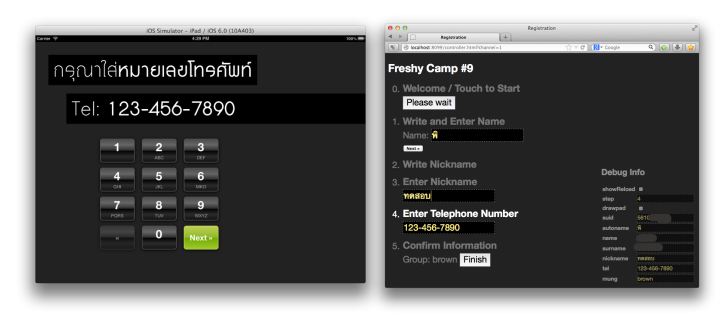 iOS Simulator – iPad / iOS 6.0 (10A403)
Carrier
4:29 PM
100%
กรุณาใส่หมายเลขโทรศัพท์
Tel: 123-456-7890
1
2
ABC
3
DEF
4
GHI
5
JKL
6
MNO
7
PQRS
8
TUV
9
WXYZ
«
0
Next »
Registration
Registration
localhost:8099/controller.html?channel=1
Google
Freshy Camp #9
0. Welcome / Touch to Start
Please wait
1. Write and Enter Name
Name: พี
Next »
2. Write Nickname
3. Enter Nickname
ทดสอบ
4. Enter Telephone Number
123-456-7890
5. Confirm Information
Group: brown Finish
Debug Info
showReload
step 4
drawpad
suid 5610
autoname พี
name
surname
nickname ทดสอบ
tel 123-456-7890
mung brown